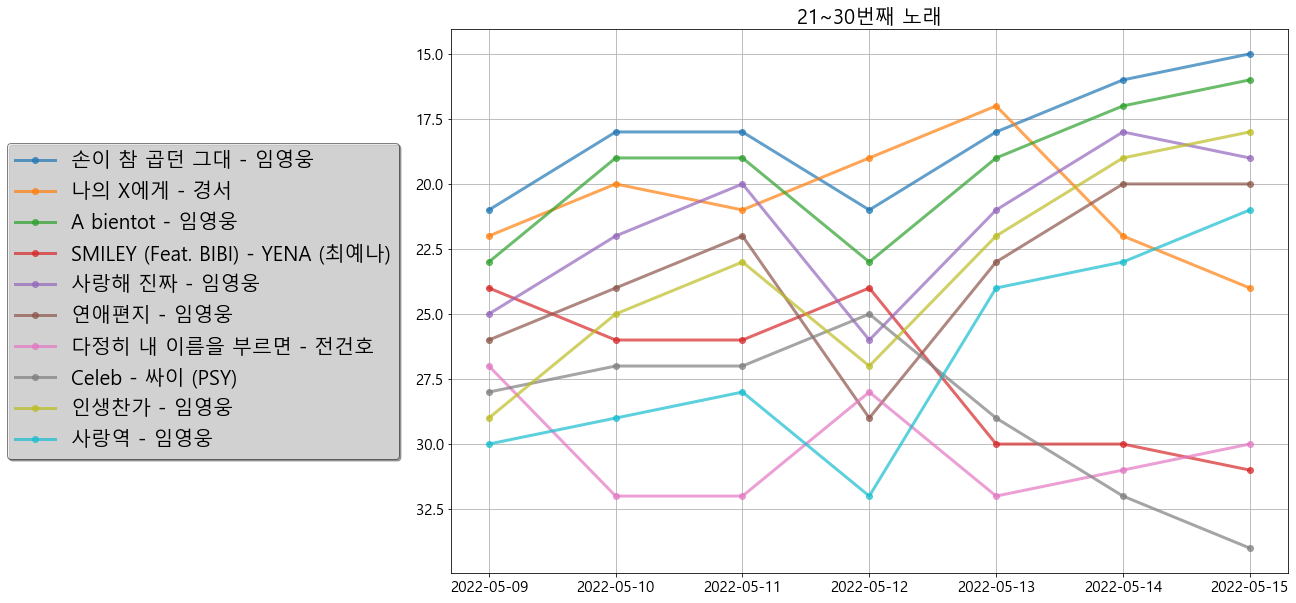 21~30번째 노래
손이 참 곱던 그대 - 임영웅
나의 X에게 - 경서
A bientot - 임영웅
SMILEY (Feat. BIBI) - YENA (최예나)
사랑해 진짜 - 임영웅
연애편지 - 임영웅
다정히 내 이름을 부르면 - 전건호
Celeb - 싸이 (PSY)
인생찬가 - 임영웅
사랑역 - 임영웅
15.0
17.5
20.0
22.5
25.0
27.5
30.0
32.5
2022-05-09 2022-05-10 2022-05-11 2022-05-12 2022-05-13 2022-05-14 2022-05-15